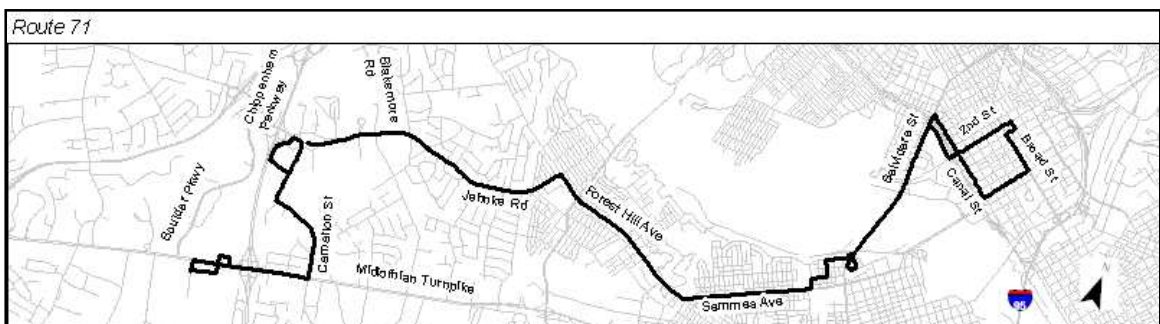 Route 71
Chippenham
Parkway
Blakemore
Rd
Boulder Pkwy
Carnation St
Jahnke Rd
Midlothian Turnpike
Forest Hill Ave
Semmes Ave
Belvidere St
2nd St
Broad St
Canal St
95